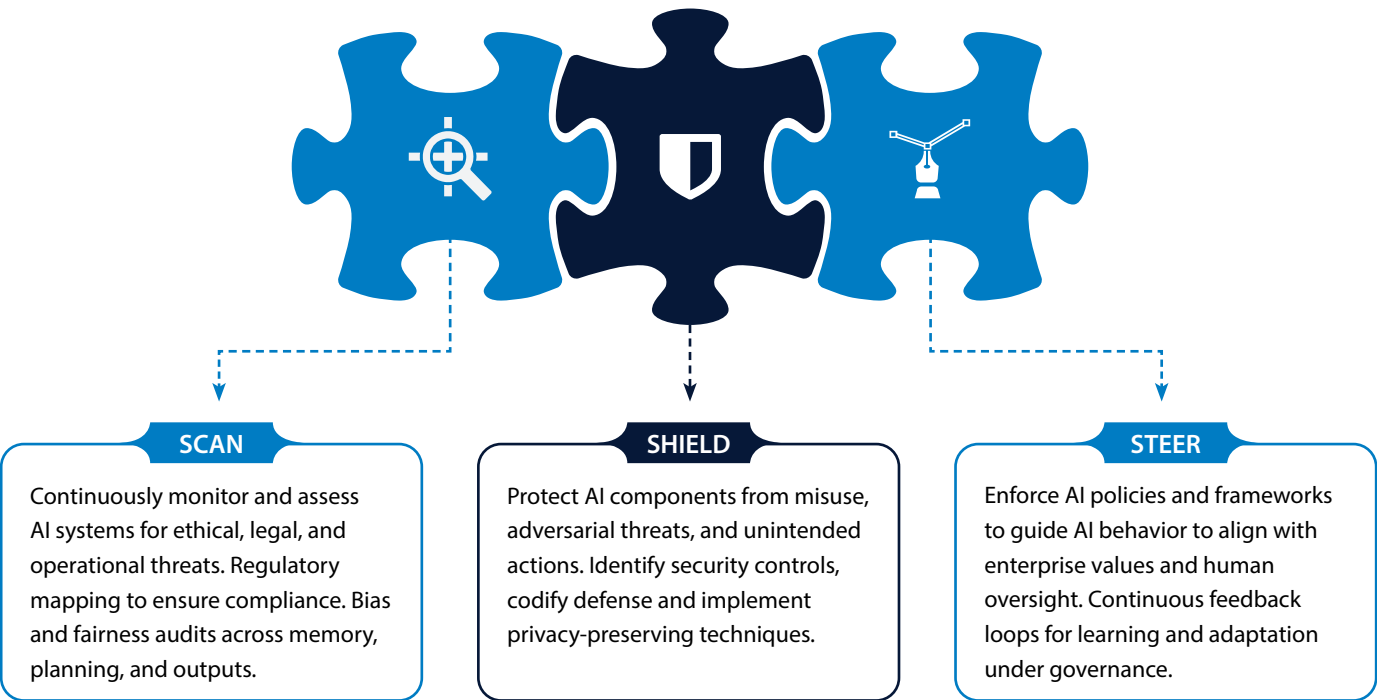 SCAN
Continuously monitor and assess
AI systems for ethical, legal, and
operational threats. Regulatory
mapping to ensure compliance. Bias
and fairness audits across memory,
planning, and outputs.
SHIELD
Protect AI components from misuse,
adversarial threats, and unintended
actions. Identify security controls,
codify defense and implement
privacy-preserving techniques.
STEER
Enforce AI policies and frameworks
to guide AI behavior to align with
enterprise values and human
oversight. Continuous feedback
loops for learning and adaptation
under governance.